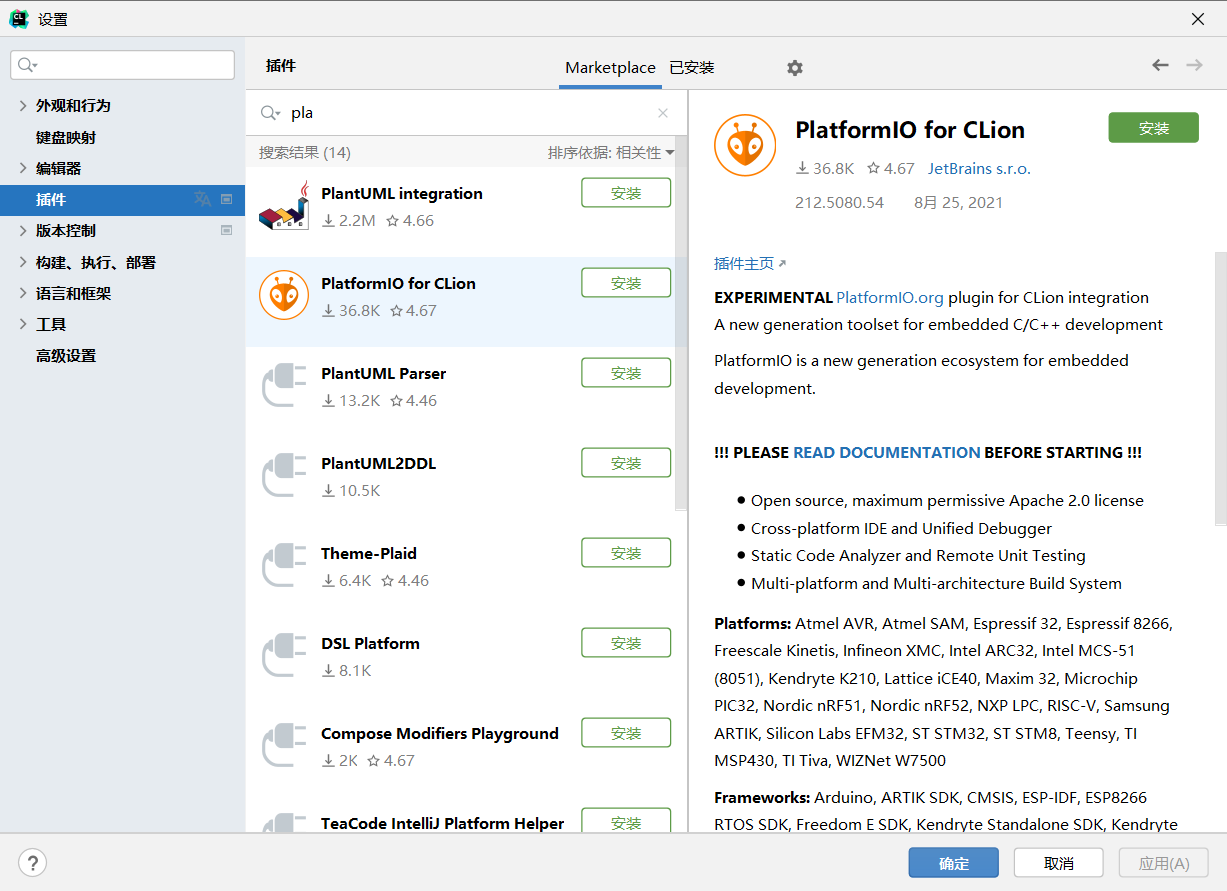 设置
外观和行为
键盘映射
编辑器
插件
版本控制
构建、执行、部署
语言和框架
工具
高级设置
插件
Marketplace 已安装
pla
搜索结果 (14) 排序依据: 相关性
PlantUML integration 安装
2.2M 4.66
PlatformIO for CLion 安装
36.8K 4.67
PlantUML Parser 安装
13.2K 4.46
PlantUML2DDL 安装
10.5K
Theme-Plaid 安装
6.4K 4.46
DSL Platform 安装
8.1K
Compose Modifiers Playground 安装
2K 4.67
TeaCode IntelliJ Platform Helper 安装
PlatformIO for CLion 安装
36.8K 4.67 JetBrains s.r.o.
212.5080.54 8月 25, 2021
插件主页
EXPERIMENTAL PlatformIO.org plugin for CLion integration
A new generation toolset for embedded C/C++ development
PlatformIO is a new generation ecosystem for embedded
development.
!!! PLEASE READ DOCUMENTATION BEFORE STARTING !!!
● Open source, maximum permissive Apache 2.0 license
● Cross-platform IDE and Unified Debugger
● Static Code Analyzer and Remote Unit Testing
● Multi-platform and Multi-architecture Build System
Platforms: Atmel AVR, Atmel SAM, Espressif 32, Espressif 8266,
Freescale Kinetis, Infineon XMC, Intel ARC32, Intel MCS-51
(8051), Kendryte K210, Lattice iCE40, Maxim 32, Microchip
PIC32, Nordic nRF51, Nordic nRF52, NXP LPC, RISC-V, Samsung
ARTIK, Silicon Labs EFM32, ST STM32, ST STM8, Teensy, TI
MSP430, TI Tiva, WIZNet W7500
Frameworks: Arduino, ARTIK SDK, CMSIS, ESP-IDF, ESP8266
RTOS SDK, Freedom E SDK, Kendryte Standalone SDK, Kendryte
? 确定 取消 应用(A)